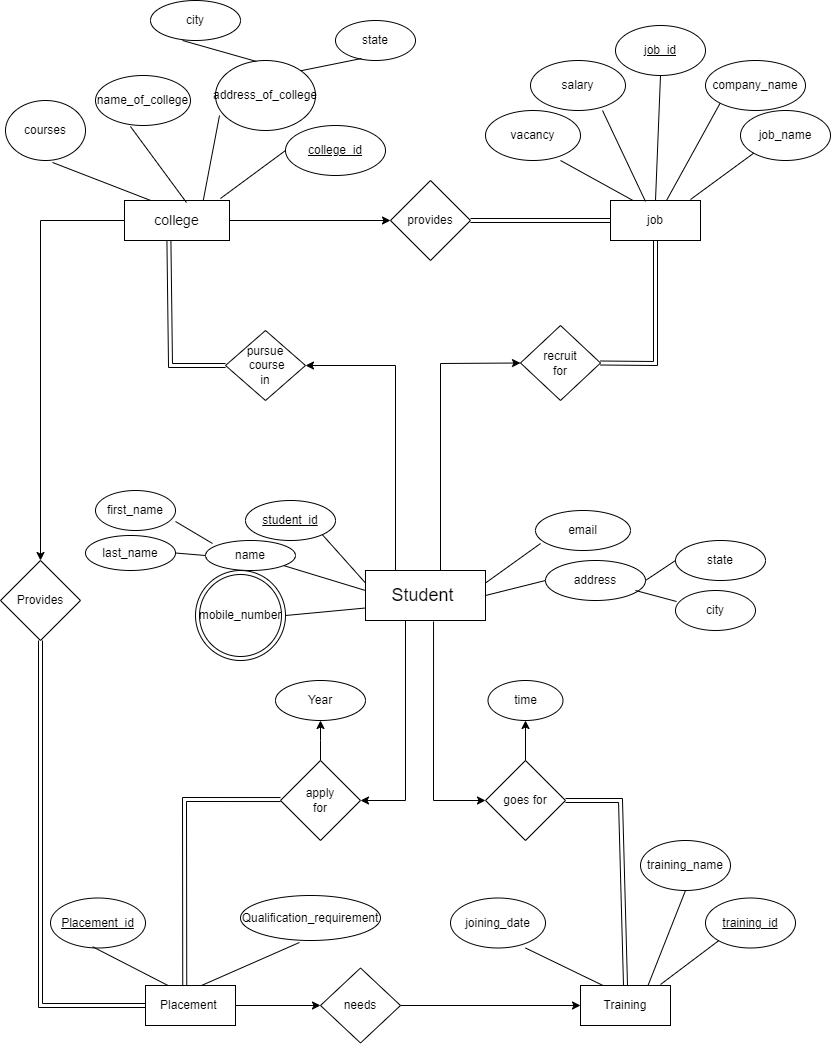 city
state
job_id
name_of_college
address_of_college
salary
company_name
courses
college_id
vacancy
job_name
college
provides
job
pursue
course
in
recruit
for
first_name
student_id
email
last_name
name
address
state
Provides
mobile_number
Student
city
Year
time
apply
for
goes for
training_name
Placement_id
Qualification_requirement
joining_date
training_id
Placement
needs
Training